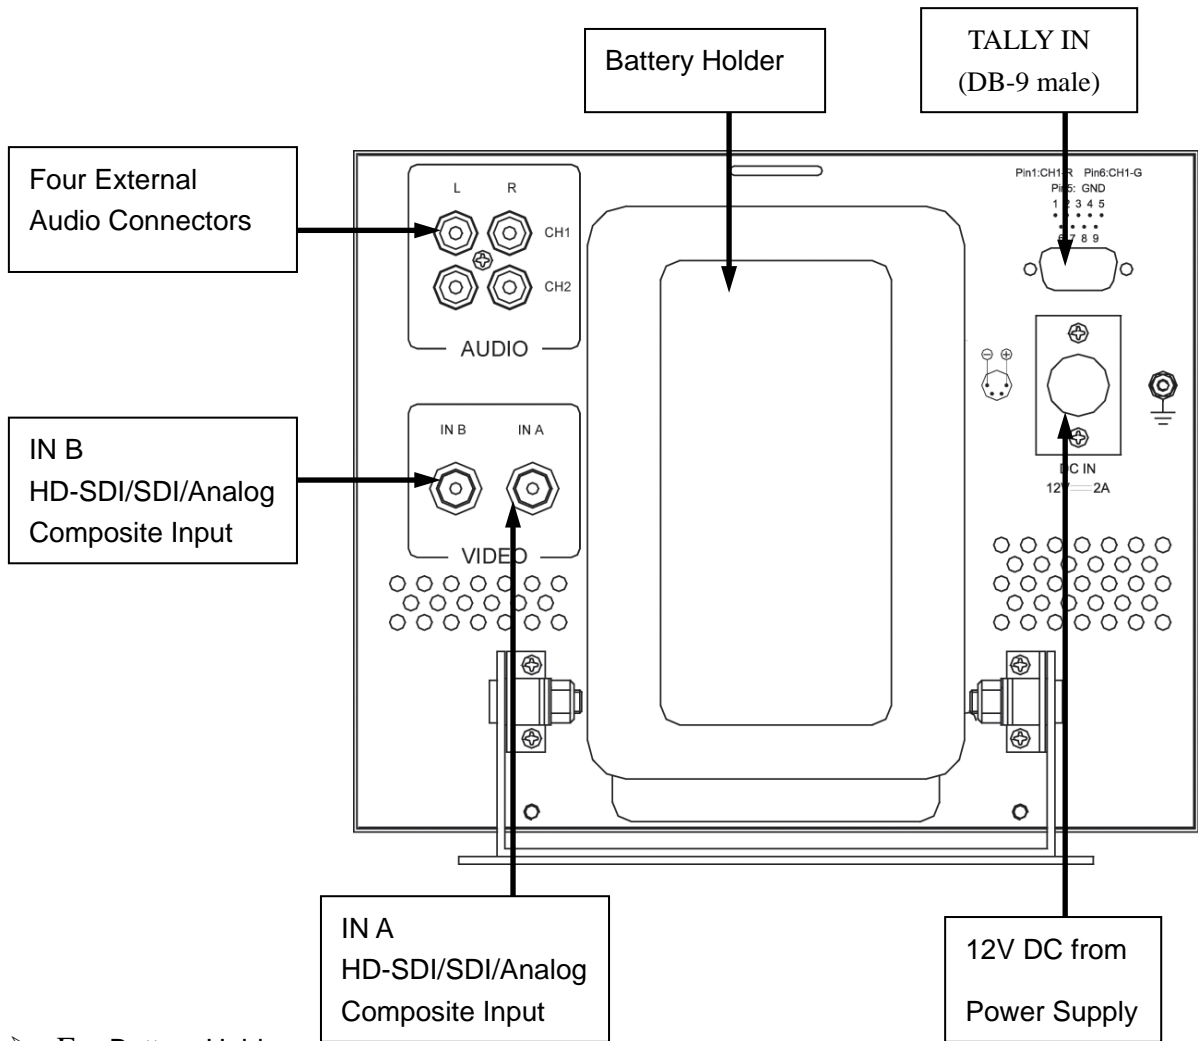 Battery Holder
TALLY IN
(DB-9 male)
Four External
Audio Connectors
L R
CH1
CH2
AUDIO
Pin1:CH1-R Pin6:CH1-G
Pin5: GND
1 2 3 4 5
6 7 8 9
IN B
HD-SDI/SDI/Analog
Composite Input
IN B IN A
VIDEO
DC IN
12V 2A
IN A
HD-SDI/SDI/Analog
Composite Input
12V DC from
Power Supply